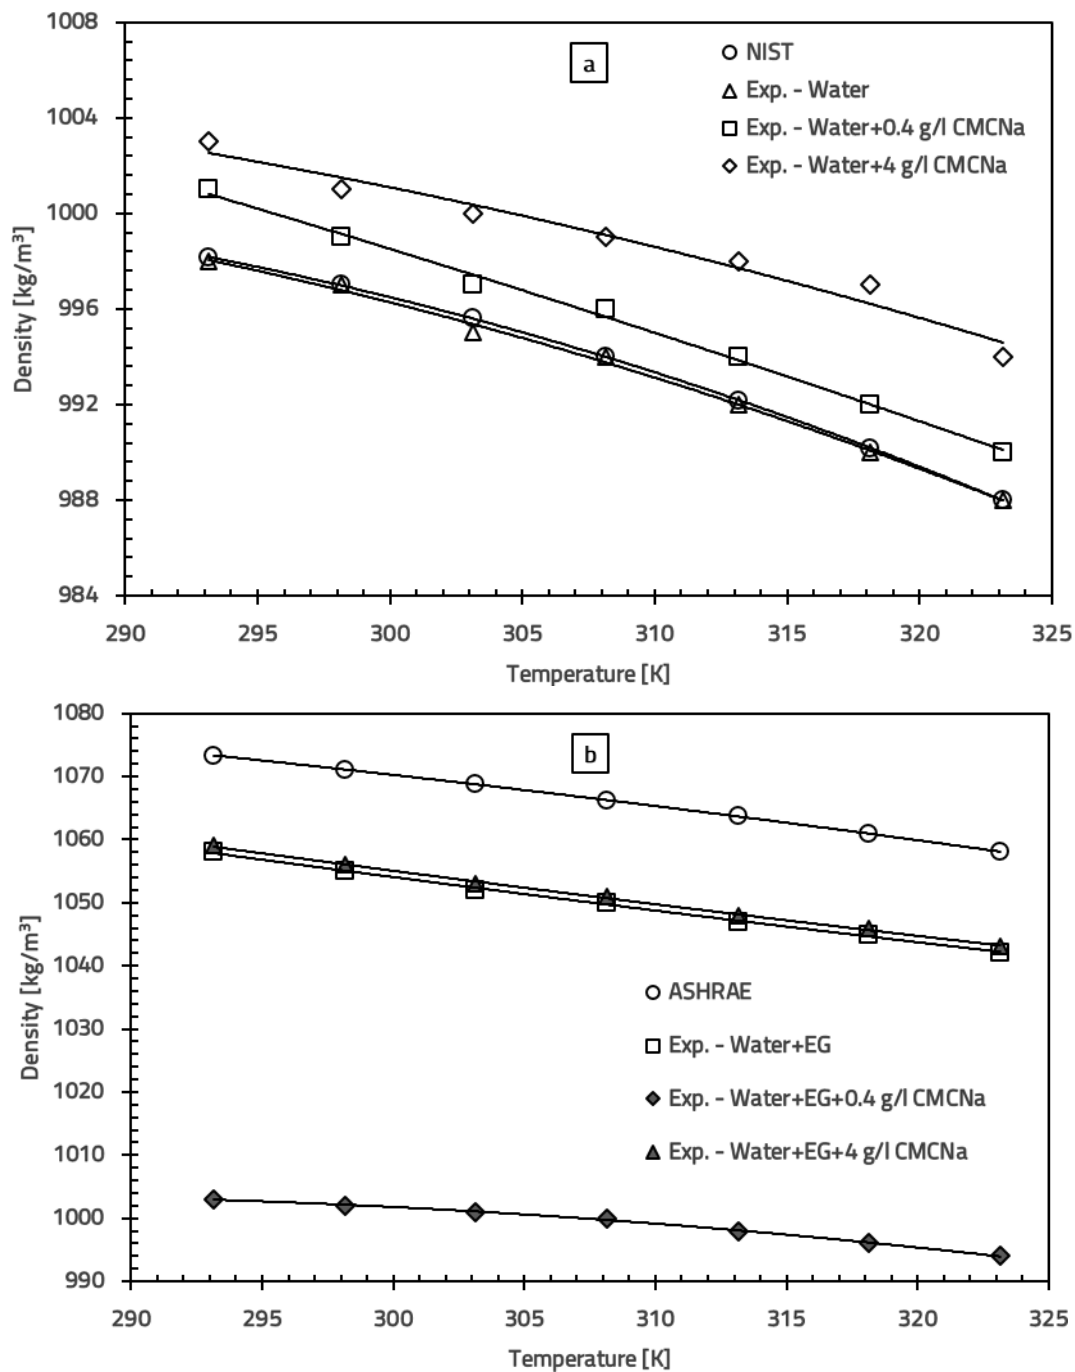 1008
a
NIST
Exp. - Water
1004
Exp. - Water+0.4 g/l CMCNa
Exp. - Water+4 g/l CMCNa
1000
Density [kg/m³]
996
992
988
984
290 295 300 305 310 315 320 325
Temperature [K]
1080
b
1070
1060
1050
Density [kg/m³]
1040
ASHRAE
1030
Exp. - Water+EG
1020
Exp. - Water+EG+0.4 g/l CMCNa
1010
Exp. - Water+EG+4 g/l CMCNa
1000
990
290 295 300 305 310 315 320 325
Temperature [K]